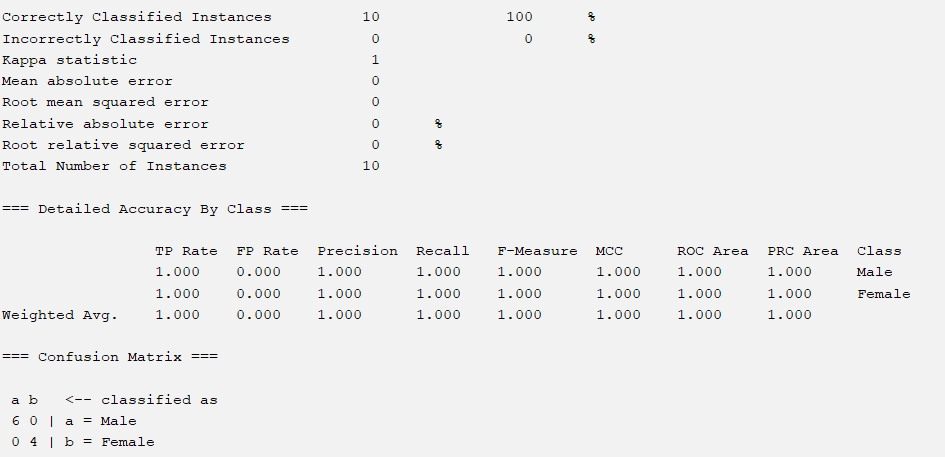 Correctly Classified Instances 10 100 %
Incorrectly Classified Instances 0 0 %
Kappa statistic 1
Mean absolute error 0
Root mean squared error 0
Relative absolute error 0 %
Root relative squared error 0 %
Total Number of Instances 10
=== Detailed Accuracy By Class ===
TP Rate FP Rate Precision Recall F-Measure MCC ROC Area PRC Area Class
1.000 0.000 1.000 1.000 1.000 1.000 1.000 1.000 Male
1.000 0.000 1.000 1.000 1.000 1.000 1.000 1.000 Female
Weighted Avg. 1.000 0.000 1.000 1.000 1.000 1.000 1.000 1.000
=== Confusion Matrix ===
a b <-- classified as
6 0 | a = Male
0 4 | b = Female